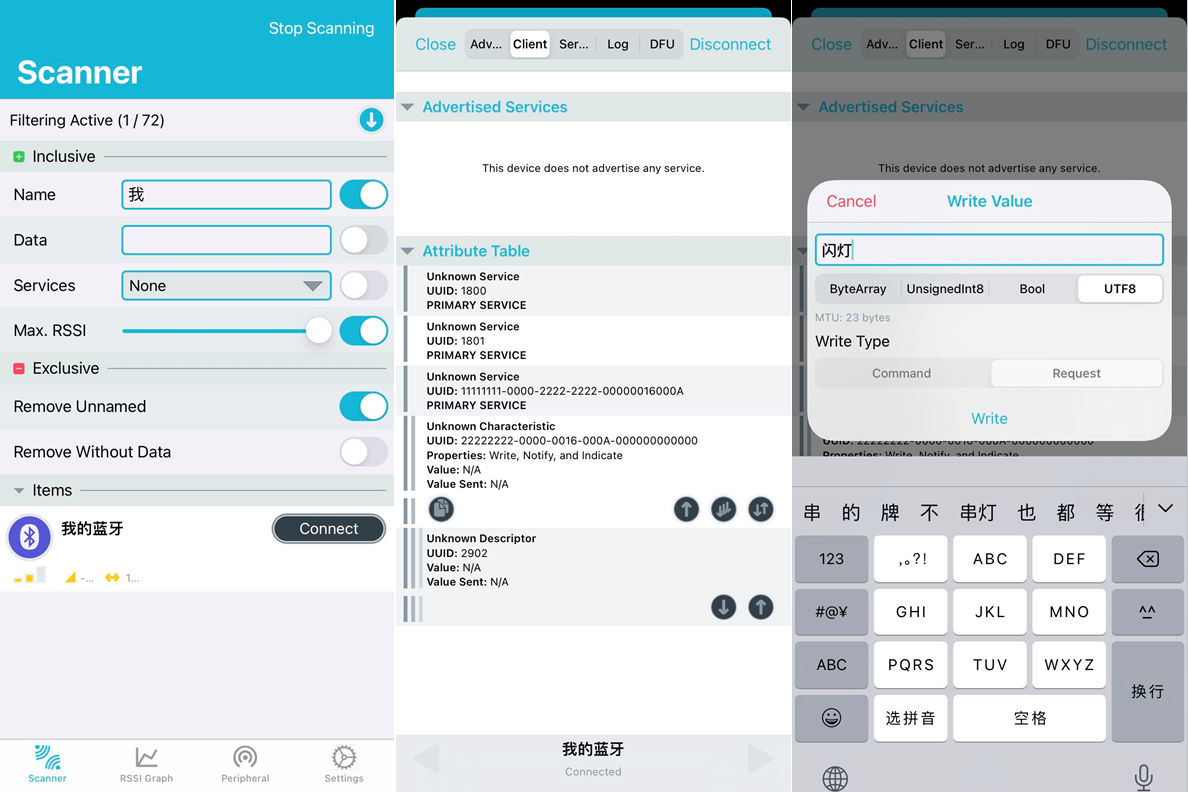 Stop Scanning
Scanner
Filtering Active (1 / 72)
Inclusive
Name 我
Data
Services None
Max. RSSI
Exclusive
Remove Unnamed
Remove Without Data
Items
我的蓝牙 Connect
-... 1...
Scanner RSSI Graph Peripheral Settings
Close Adv... Client Ser... Log DFU Disconnect
Advertised Services
This device does not advertise any service.
Attribute Table
Unknown Service
UUID: 1800
PRIMARY SERVICE
Unknown Service
UUID: 1801
PRIMARY SERVICE
Unknown Service
UUID: 11111111-0000-2222-2222-00000016000A
PRIMARY SERVICE
Unknown Characteristic
UUID: 22222222-0000-0016-000A-000000000000
Properties: Write, Notify, and Indicate
Value: N/A
Value Sent: N/A
Unknown Descriptor
UUID: 2902
Value: N/A
Value Sent: N/A
我的蓝牙
Connected
Close Adv... Client Ser... Log DFU Disconnect
Advertised Services
This device does not advertise any service.
Cancel Write Value
闪灯
ByteArray UnsignedInt8 Bool UTF8
MTU: 23 bytes
Write Type
Command Request
Write
UUID: 22222222-0000-0016-000A-000000000000
Properties: Write, Notify, and Indicate
串 的 牌 不 串灯 也 都 等
123 ,。?! ABC DEF
#@¥ GHI JKL MNO ^^
ABC PQRS TUV WXYZ 换行
选拼音 空格